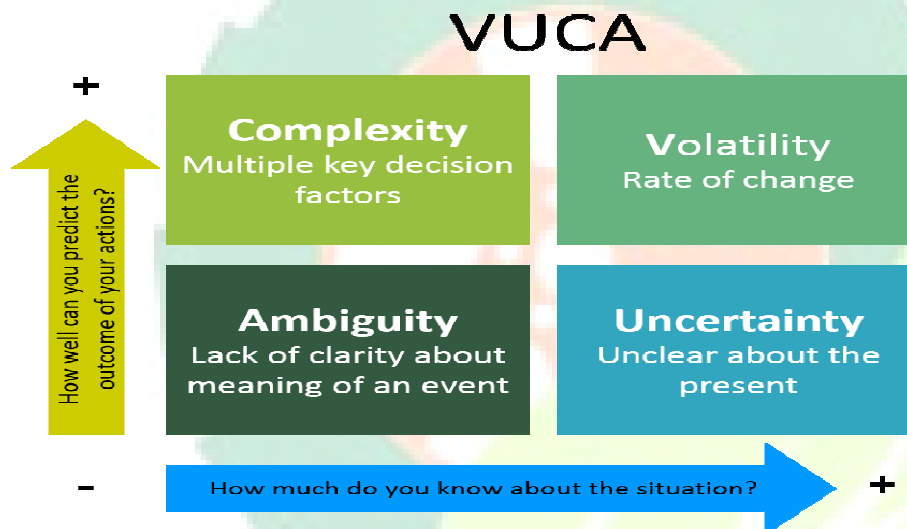 VUCA
+
How well can you predict the
outcome of your actions?
Complexity
Multiple key decision
factors
Volatility
Rate of change
Ambiguity
Lack of clarity about
meaning of an event
Uncertainty
Unclear about the
present
-
How much do you know about the situation?
+